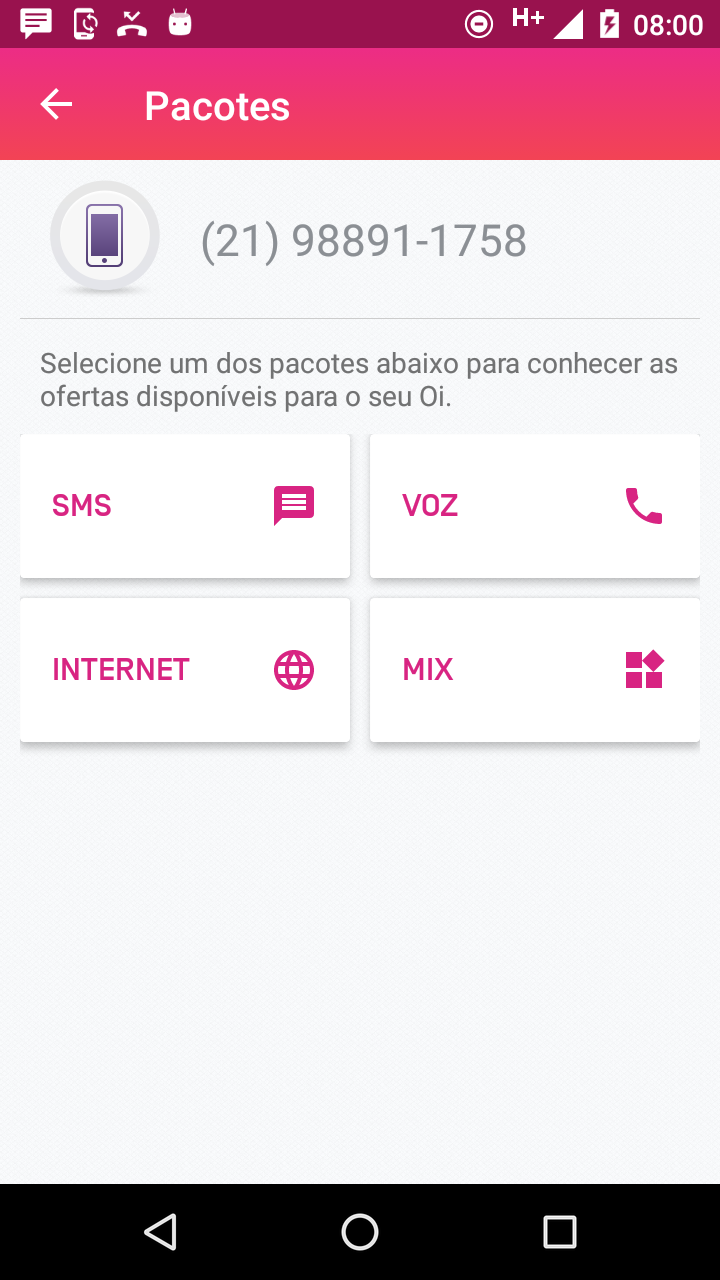 H+ 08:00
Pacotes
(21) 98891-1758
Selecione um dos pacotes abaixo para conhecer as
ofertas disponíveis para o seu Oi.
SMS
VOZ
INTERNET
MIX